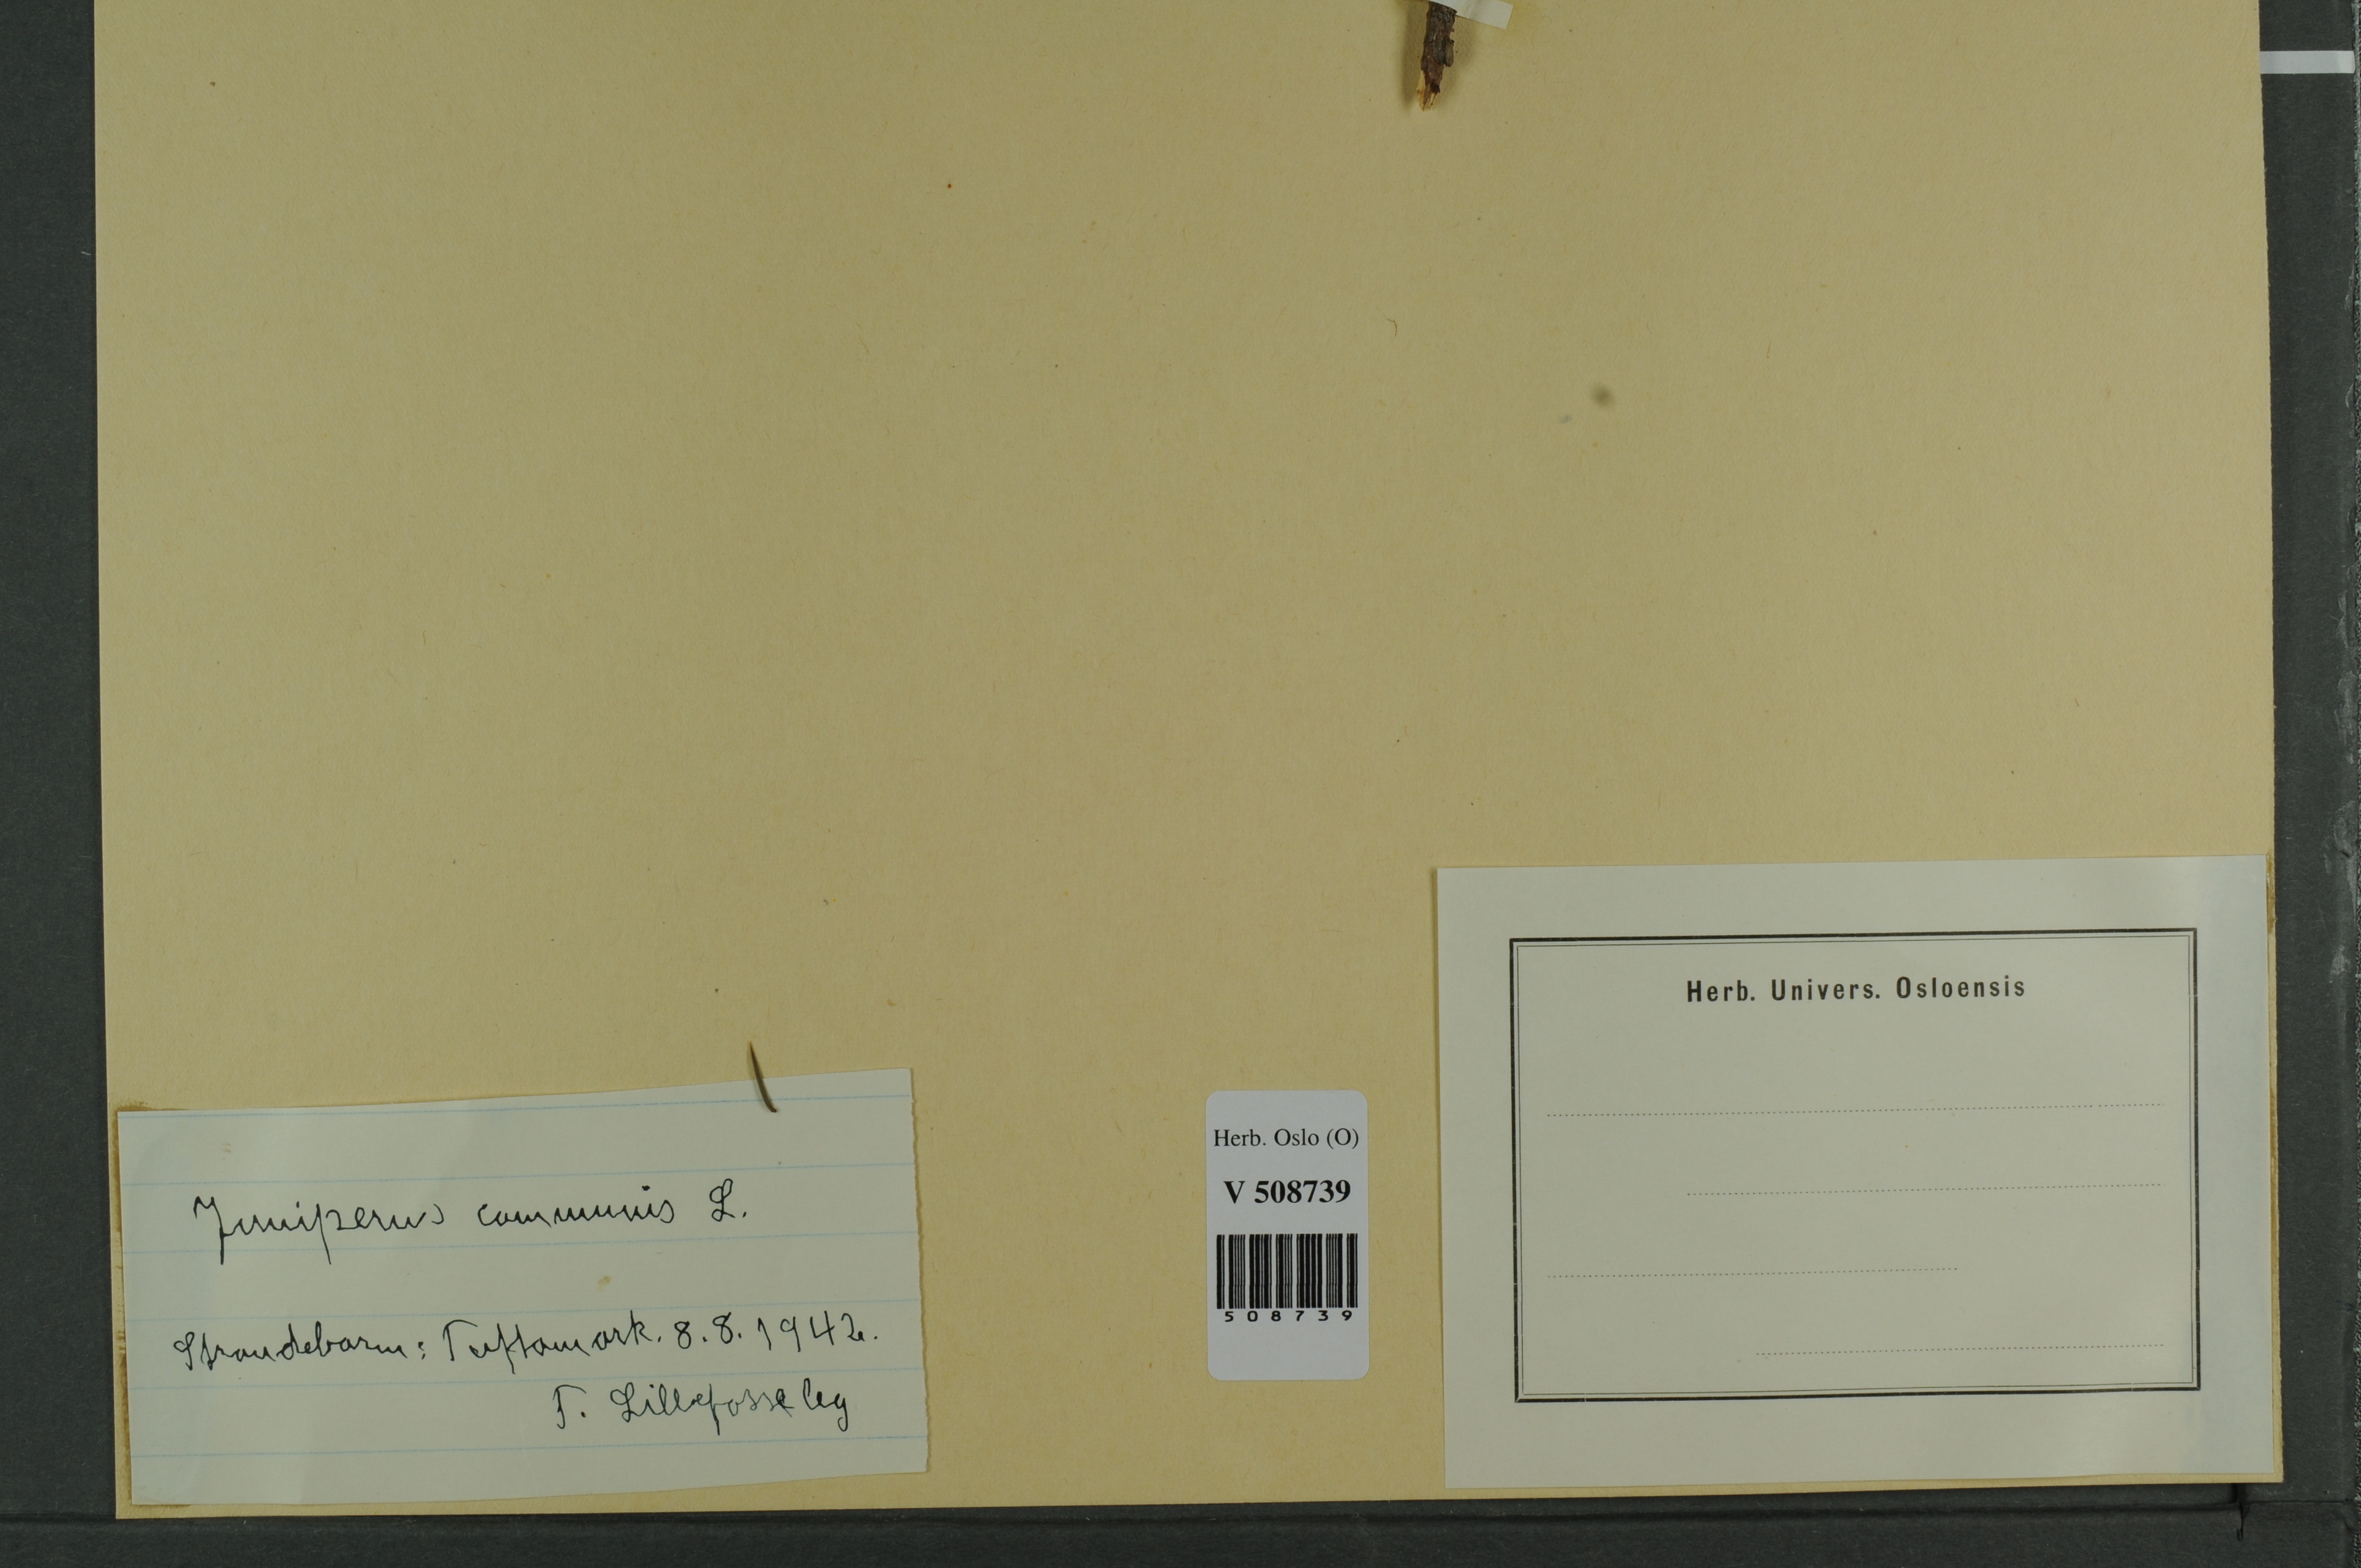 Juniperus communis L.
Strandebarm: Tuftamark. 8.8.1942.
T. Lillefosse leg
Herb. Oslo (O)
V 508739
508739
Herb. Univers. Osloensis